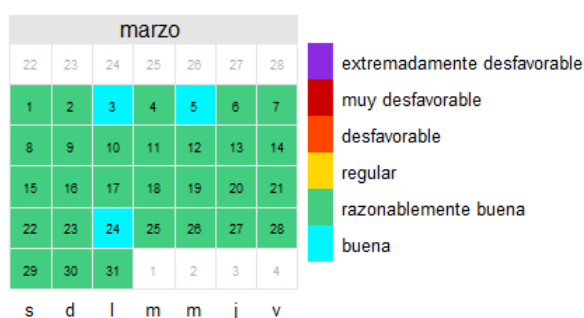 marzo
22 23 24 25 26 27 28
1 2 3 4 5 6 7
8 9 10 11 12 13 14
15 16 17 18 19 20 21
22 23 24 25 26 27 28
29 30 31 1 2 3 4
s d l m m j v
extremadamente desfavorable
muy desfavorable
desfavorable
regular
razonablemente buena
buena